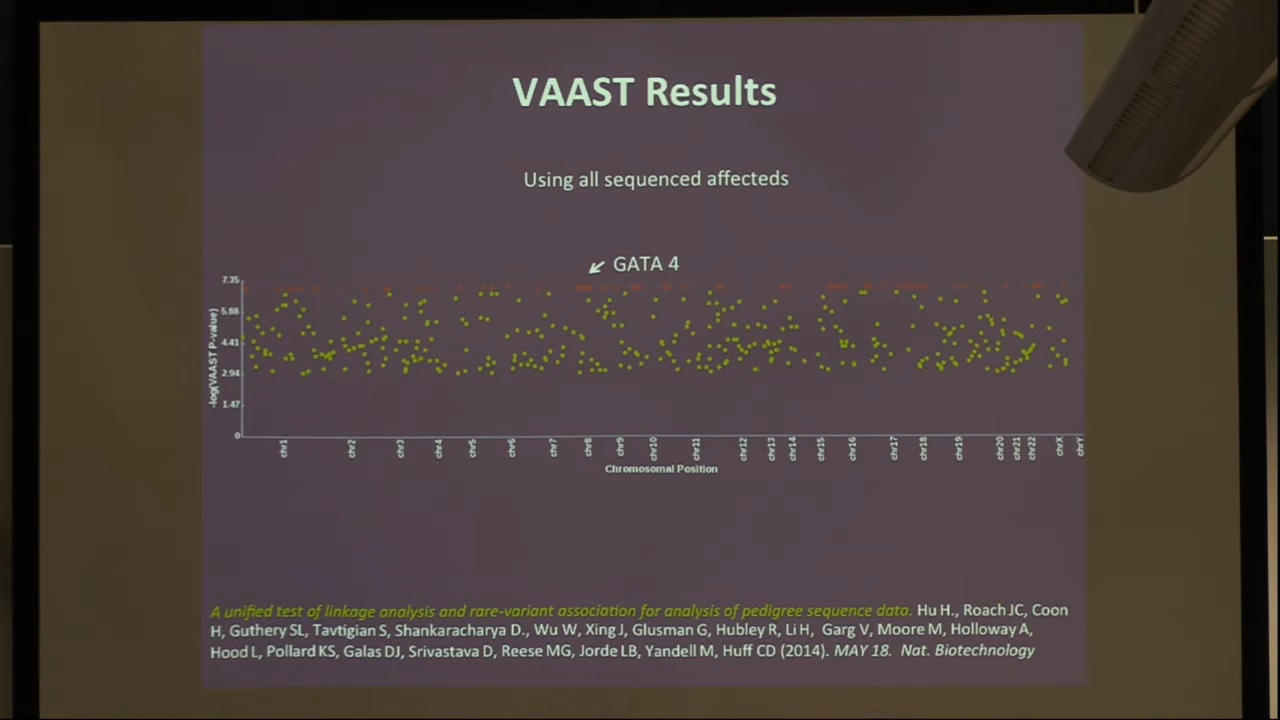 VAAST Results
Using all sequenced affecteds
GATA 4
7.35
5.88
4.41
2.94
1.47
0
-log(VAAST P-value)
chr1 chr2 chr3 chr4 chr5 chr6 chr7 chr8 chr9 chr10 chr11 chr12 chr13 chr14 chr15 chr16 chr17 chr18 chr19 chr20 chr21 chr22 chrX chrY
Chromosomal Position
A unified test of linkage analysis and rare-variant association for analysis of pedigree sequence data. Hu H., Roach JC, Coon
H, Guthery SL, Tavtigian S, Shankaracharya D., Wu W, Xing J, Glusman G, Hubley R, Li H, Garg V, Moore M, Holloway A,
Hood L, Pollard KS, Galas DJ, Srivastava D, Reese MG, Jorde LB, Yandell M, Huff CD (2014). MAY 18. Nat. Biotechnology